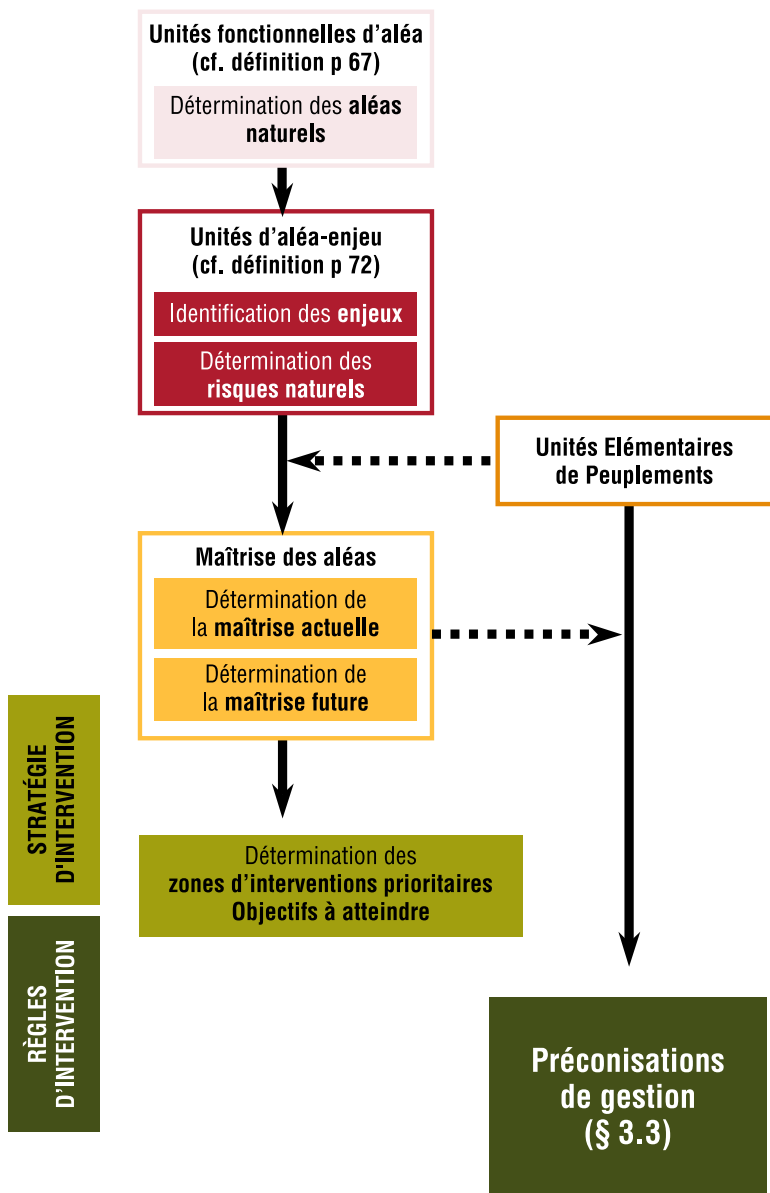 Unités fonctionnelles d'aléa
(cf. définition p 67)
Détermination des aléas
naturels
Unités d'aléa-enjeu
(cf. définition p 72)
Identification des enjeux
Détermination des
risques naturels
Unités Elémentaires
de Peuplements
Maîtrise des aléas
Détermination de
la maîtrise actuelle
Détermination de
la maîtrise future
STRATÉGIE
D'INTERVENTION
Détermination des
zones d'interventions prioritaires
Objectifs à atteindre
RÈGLES
D'INTERVENTION
Préconisations
de gestion
(§ 3.3)